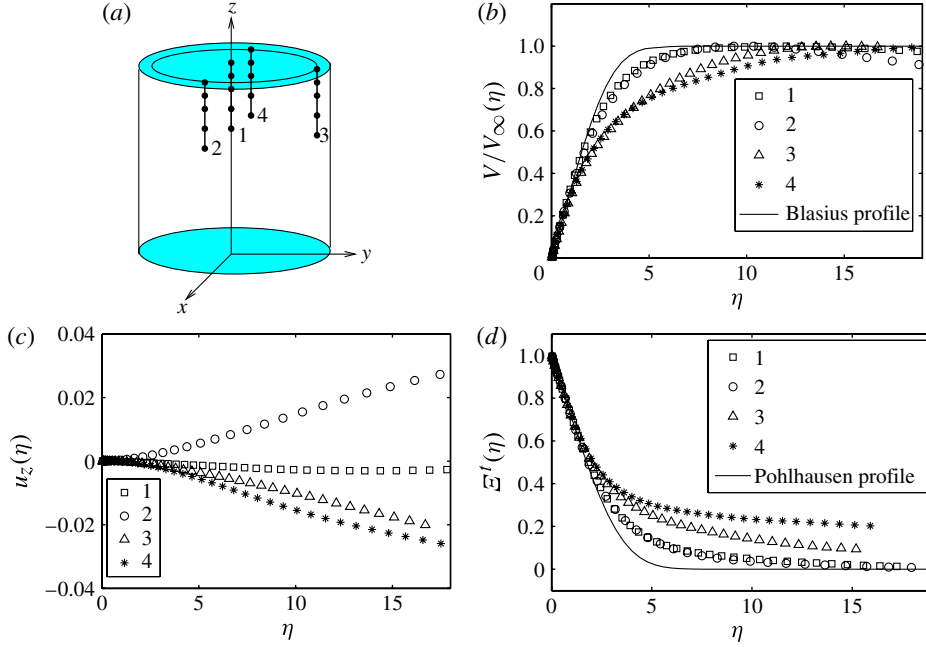 (a)
z
1
2
3
4
y
x
(b)
1.0
0.8
0.6
0.4
0.2
0
5
10
15
V/V∞(η)
η
1
2
3
4
Blasius profile
(c)
0.04
0.02
0
−0.02
−0.04
0
5
10
15
u_z(η)
η
1
2
3
4
(d)
1.0
0.8
0.6
0.4
0.2
0
0
5
10
15
Ξ^t(η)
η
1
2
3
4
Pohlhausen profile